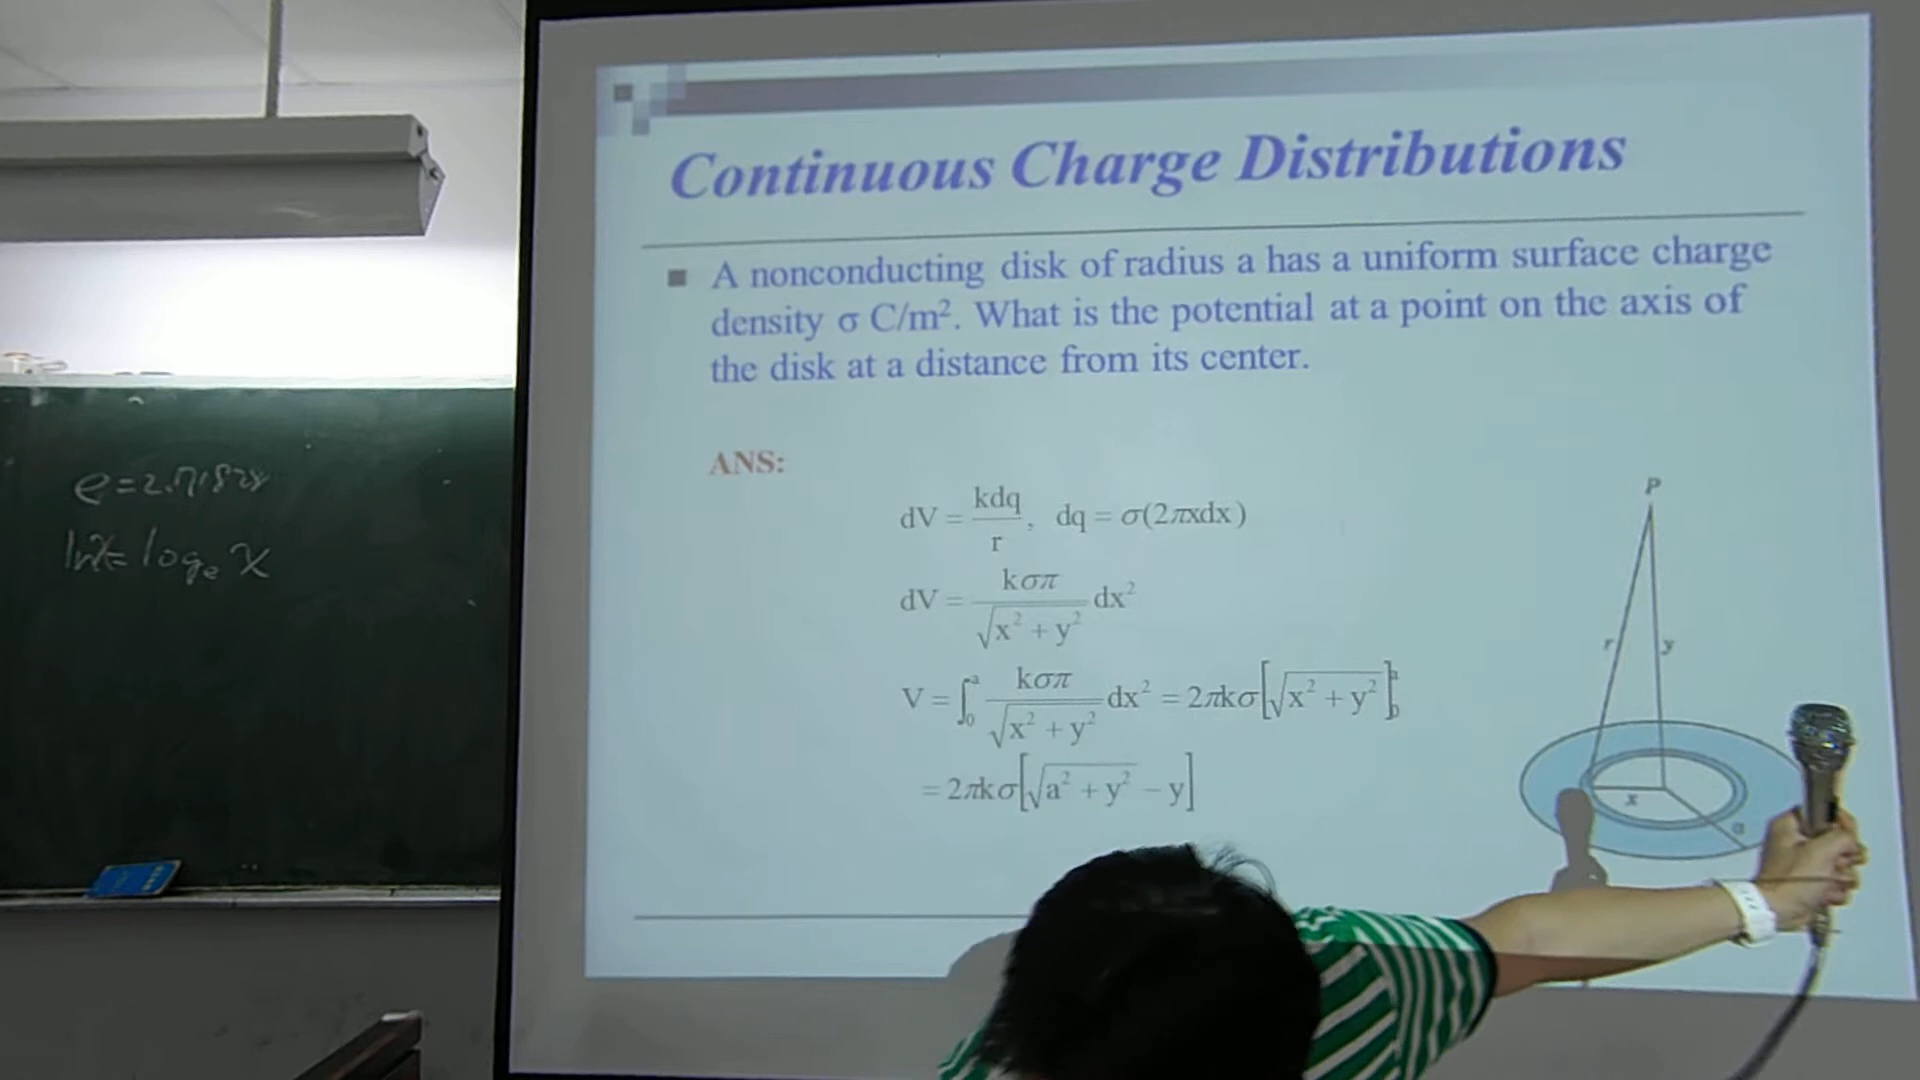 e=2.71828
lnx=logₑ x
Continuous Charge Distributions
■ A nonconducting disk of radius a has a uniform surface charge
density σ C/m². What is the potential at a point on the axis of
the disk at a distance from its center.
ANS:
dV = kdq/r, dq = σ(2πxdx)
dV = kσπ/√(x² + y²) dx²
V = ∫₀ᵃ kσπ/√(x² + y²) dx² = 2πkσ[√(x² + y²)]₀ᵃ
= 2πkσ[√(a² + y²) − y]
P
r
y
x
a